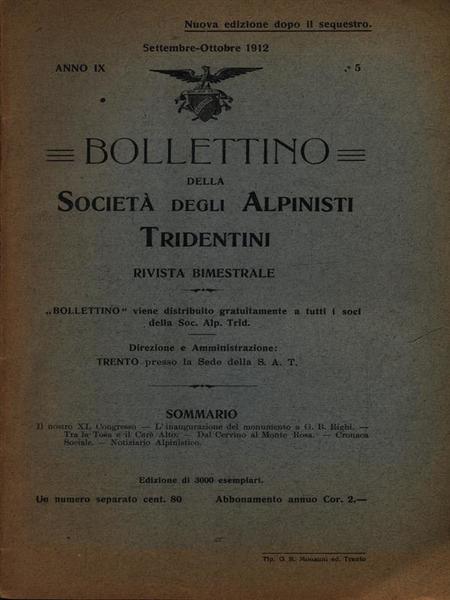 Nuova edizione dopo il sequestro.
Settembre-Ottobre 1912
ANNO IX
N.° 5
BOLLETTINO
DELLA
SOCIETÀ DEGLI ALPINISTI
TRIDENTINI
RIVISTA BIMESTRALE
„BOLLETTINO" viene distribuito gratuitamente a tutti i soci
della Soc. Alp. Trid.
Direzione e Amministrazione:
TRENTO presso la Sede della S. A. T.
SOMMARIO
Il nostro XL Congresso — L'inaugurazione del monumento a G. B. Righi. —
Tra la Tosa e il Carè Alto. — Dal Cervino al Monte Rosa. — Cronaca
Sociale. — Notiziario Alpinistico.
Edizione di 3000 esemplari.
Un numero separato cent. 80 Abbonamento annuo Cor. 2.—
Tip. G. B. Monauni ed. Trento